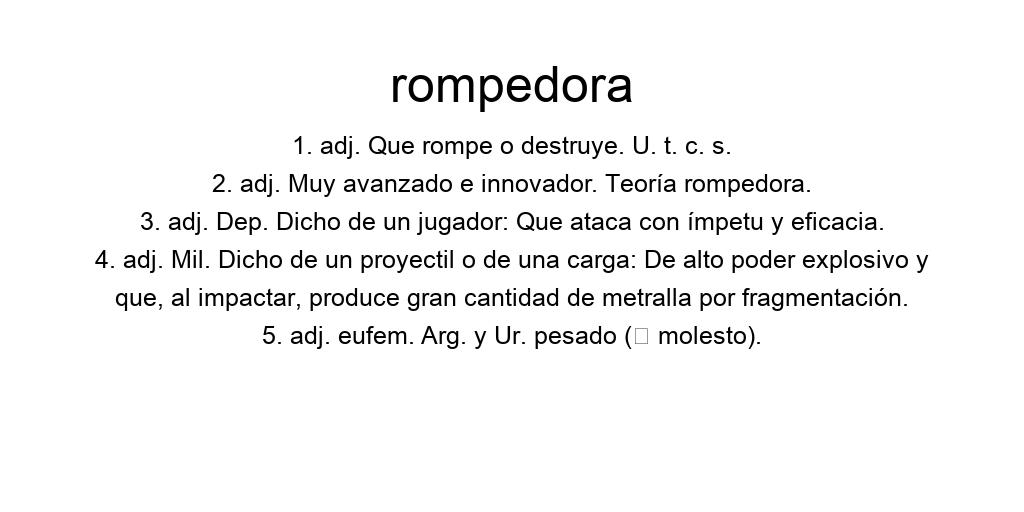 rompedora
1. adj. Que rompe o destruye. U. t. c. s.
2. adj. Muy avanzado e innovador. Teoría rompedora.
3. adj. Dep. Dicho de un jugador: Que ataca con ímpetu y eficacia.
4. adj. Mil. Dicho de un proyectil o de una carga: De alto poder explosivo y
que, al impactar, produce gran cantidad de metralla por fragmentación.
5. adj. eufem. Arg. y Ur. pesado (▯ molesto).